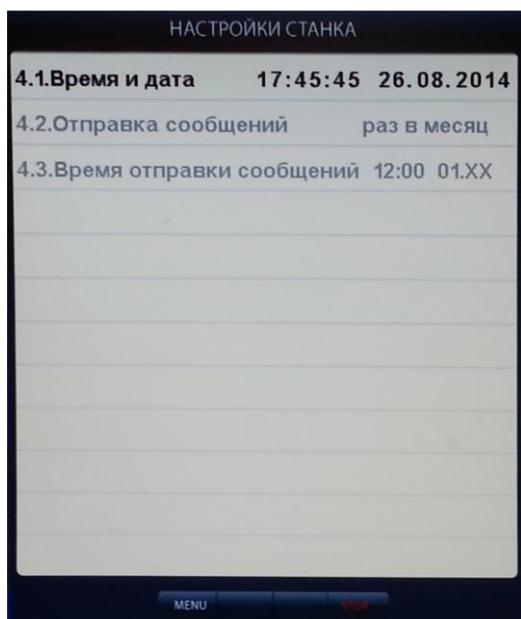 НАСТРОЙКИ СТАНКА
4.1.Время и дата 17:45:45 26.08.2014
4.2.Отправка сообщений раз в месяц
4.3.Время отправки сообщений 12:00 01.XX
MENU STOP